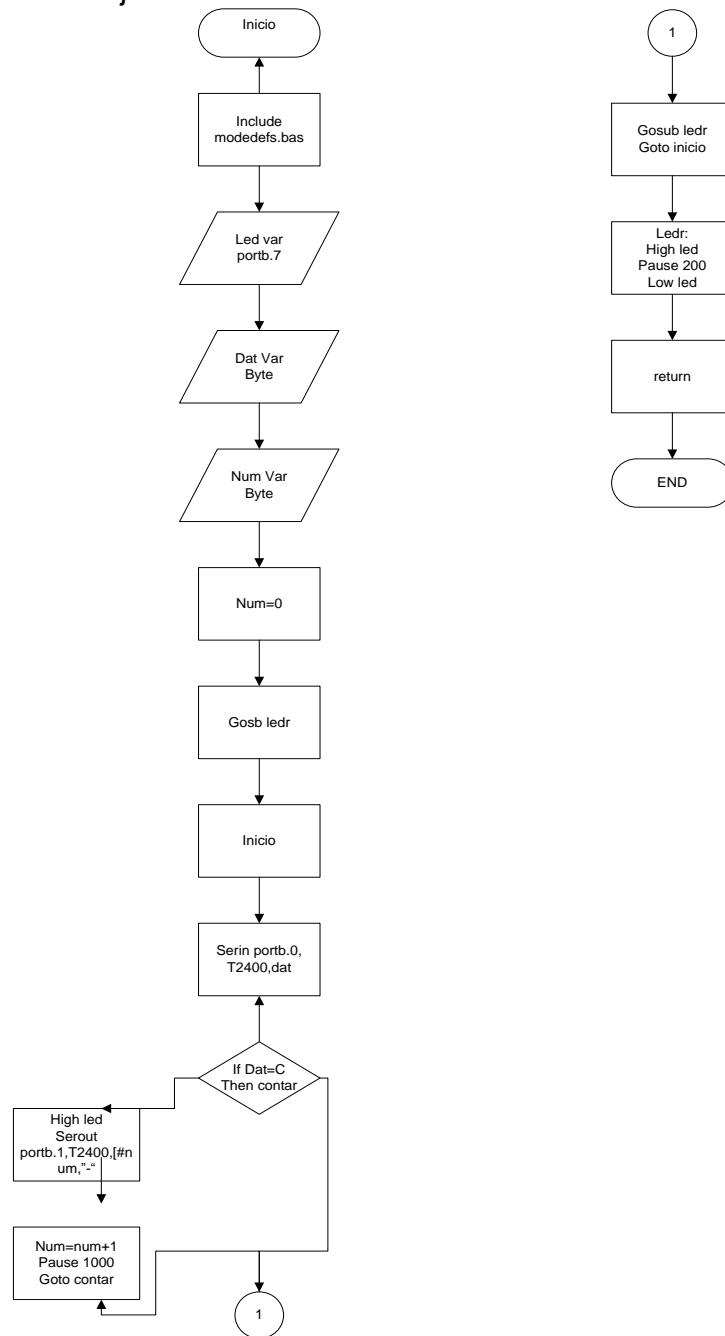 Inicio
Include
modedefs.bas
Led var
portb.7
Dat Var
Byte
Num Var
Byte
Num=0
Gosb ledr
Inicio
Serin portb.0,
T2400,dat
If Dat=C
Then contar
High led
Serout
portb.1,T2400,[#n
um,"-“
Num=num+1
Pause 1000
Goto contar
1
1
Gosub ledr
Goto inicio
Ledr:
High led
Pause 200
Low led
return
END